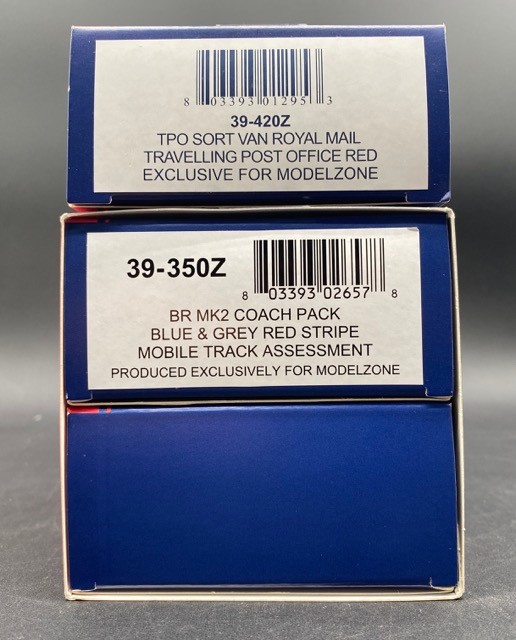 8 03393 01295 3
39-420Z
TPO SORT VAN ROYAL MAIL
TRAVELLING POST OFFICE RED
EXCLUSIVE FOR MODELZONE
39-350Z
8 03393 02657 8
BR MK2 COACH PACK
BLUE & GREY RED STRIPE
MOBILE TRACK ASSESSMENT
PRODUCED EXCLUSIVELY FOR MODELZONE